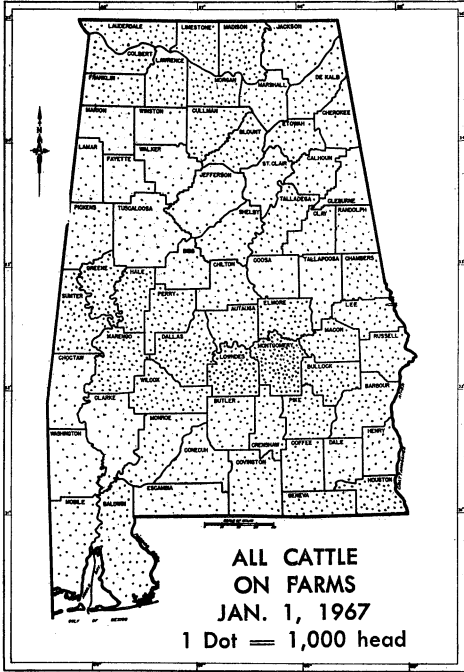 LAUDERDALE
LIMESTONE
MADISON
JACKSON
COLBERT
LAWRENCE
FRANKLIN
MORGAN
MARSHALL
DE KALB
MARION
WINSTON
CULLMAN
CHEROKEE
BLOUNT
ETOWAH
LAMAR
FAYETTE
WALKER
ST. CLAIR
CALHOUN
JEFFERSON
CLEBURNE
TALLADEGA
PICKENS
TUSCALOOSA
SHELBY
CLAY
RANDOLPH
BIBB
GREENE
HALE
CHILTON
COOSA
TALLAPOOSA
CHAMBERS
SUMTER
PERRY
AUTAUGA
ELMORE
LEE
MARENGO
DALLAS
LOWNDES
MONTGOMERY
MACON
RUSSELL
CHOCTAW
BULLOCK
WILCOX
BARBOUR
CLARKE
BUTLER
PIKE
MONROE
WASHINGTON
CRENSHAW
COFFEE
DALE
HENRY
CONECUH
COVINGTON
GENEVA
HOUSTON
ESCAMBIA
MOBILE
BALDWIN
GULF OF MEXICO
ALL CATTLE
ON FARMS
JAN. 1, 1967
1 Dot = 1,000 head